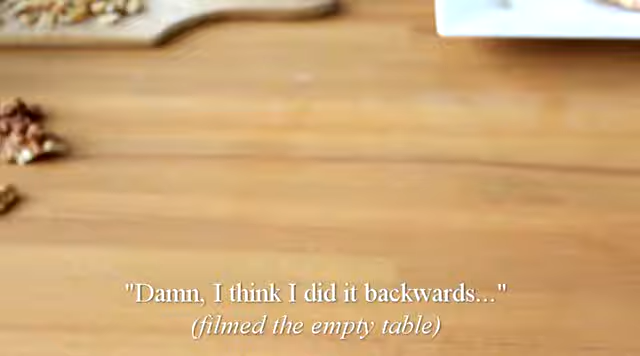 "Damn, I think I did it backwards..."
(filmed the empty table)